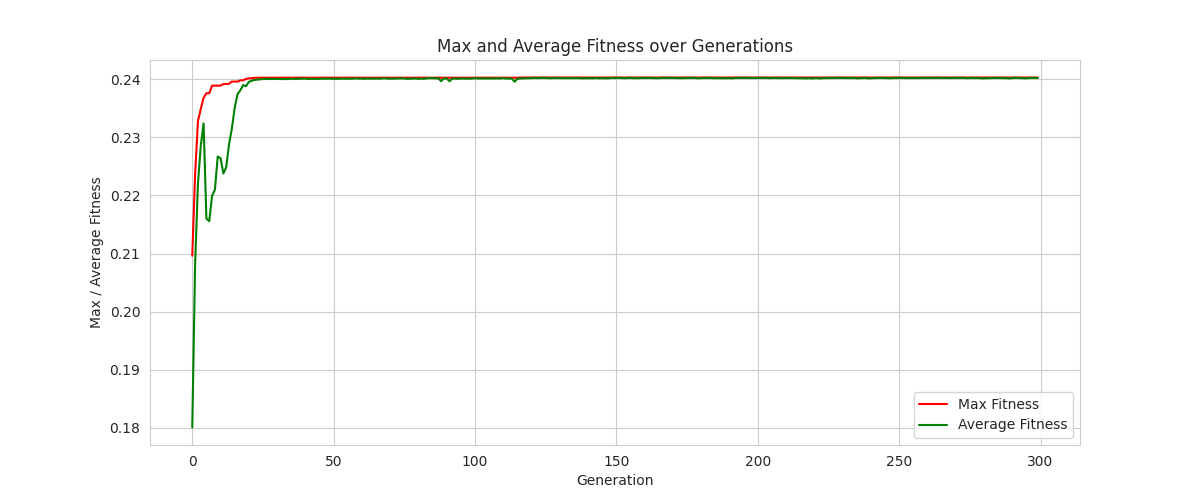 Max and Average Fitness over Generations
Max / Average Fitness
0.24
0.23
0.22
0.21
0.20
0.19
0.18
0 50 100 150 200 250 300
Generation
Max Fitness
Average Fitness